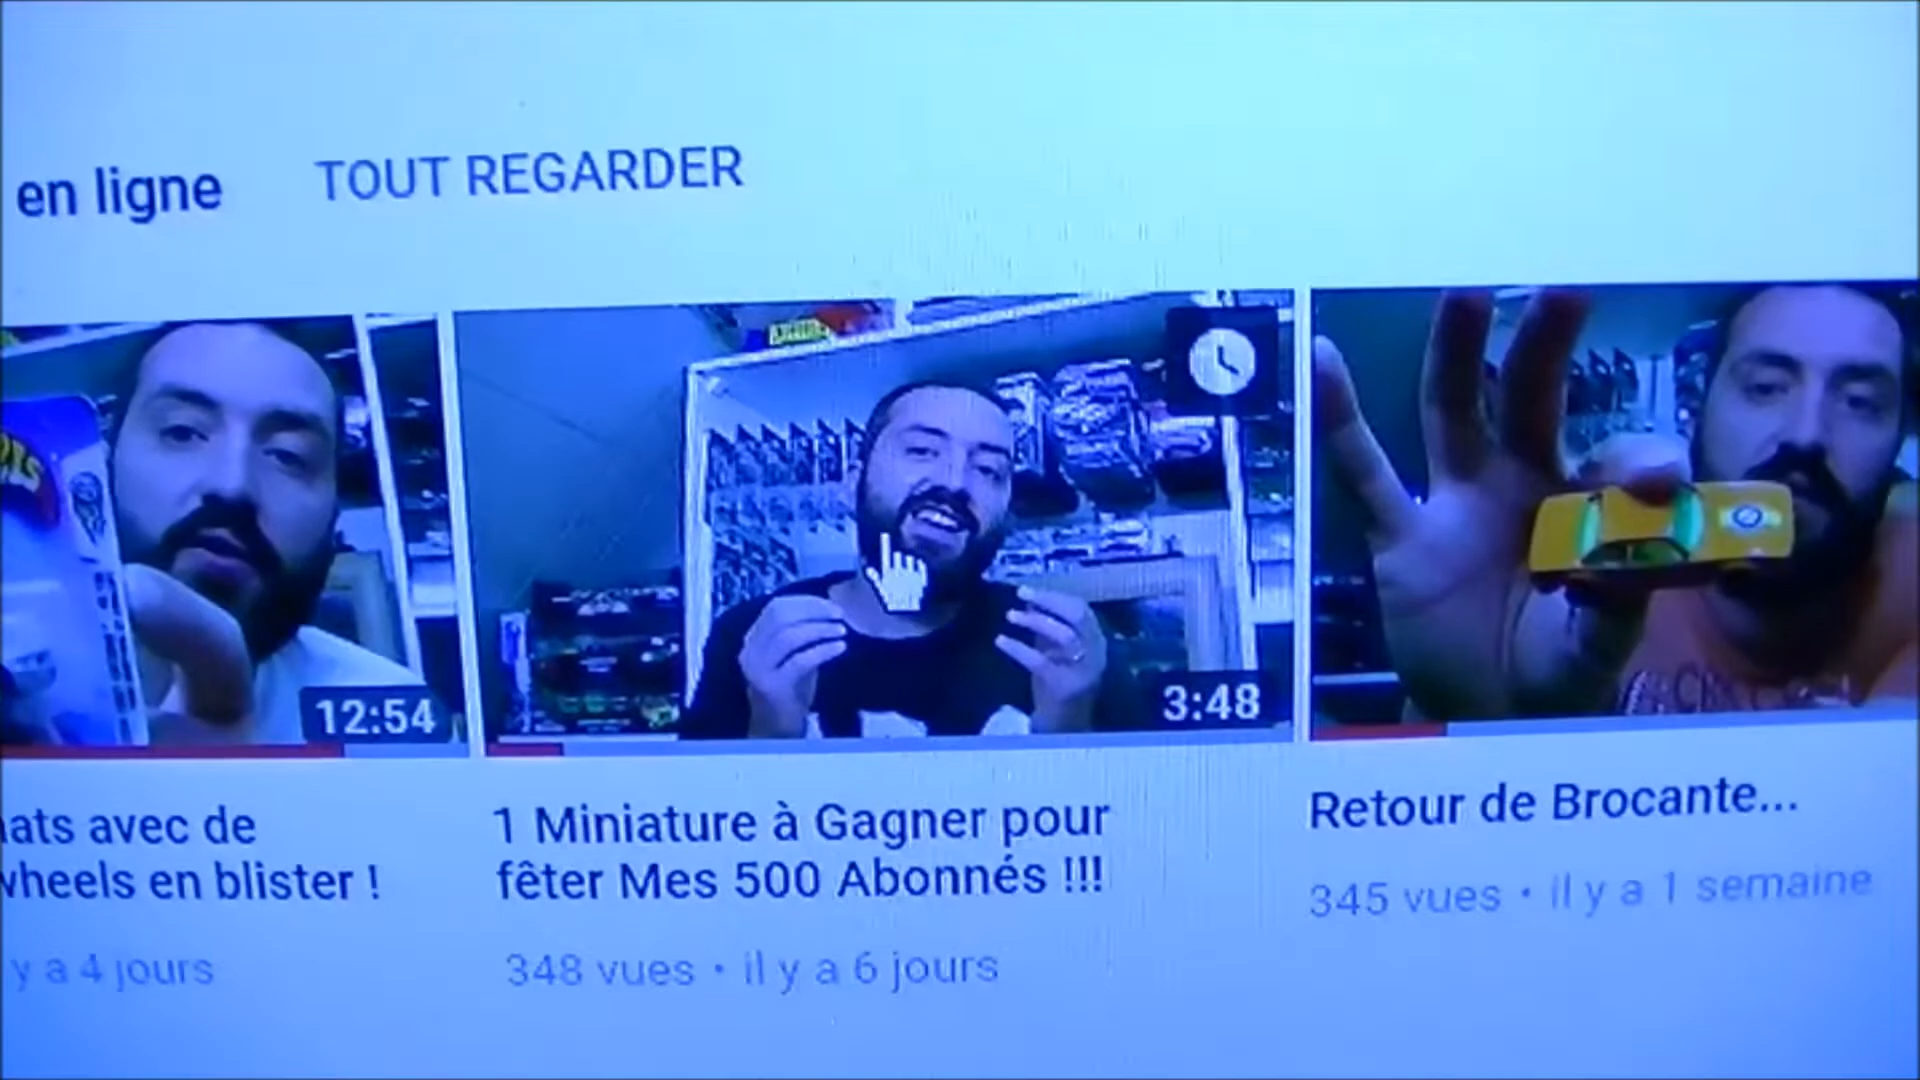 en ligne TOUT REGARDER
12:54
3:48
avec de
wheels en blister !
y a 4 jours
1 Miniature à Gagner pour
fêter Mes 500 Abonnés !!!
348 vues • il y a 6 jours
Retour de Brocante...
345 vues • il y a 1 semaine